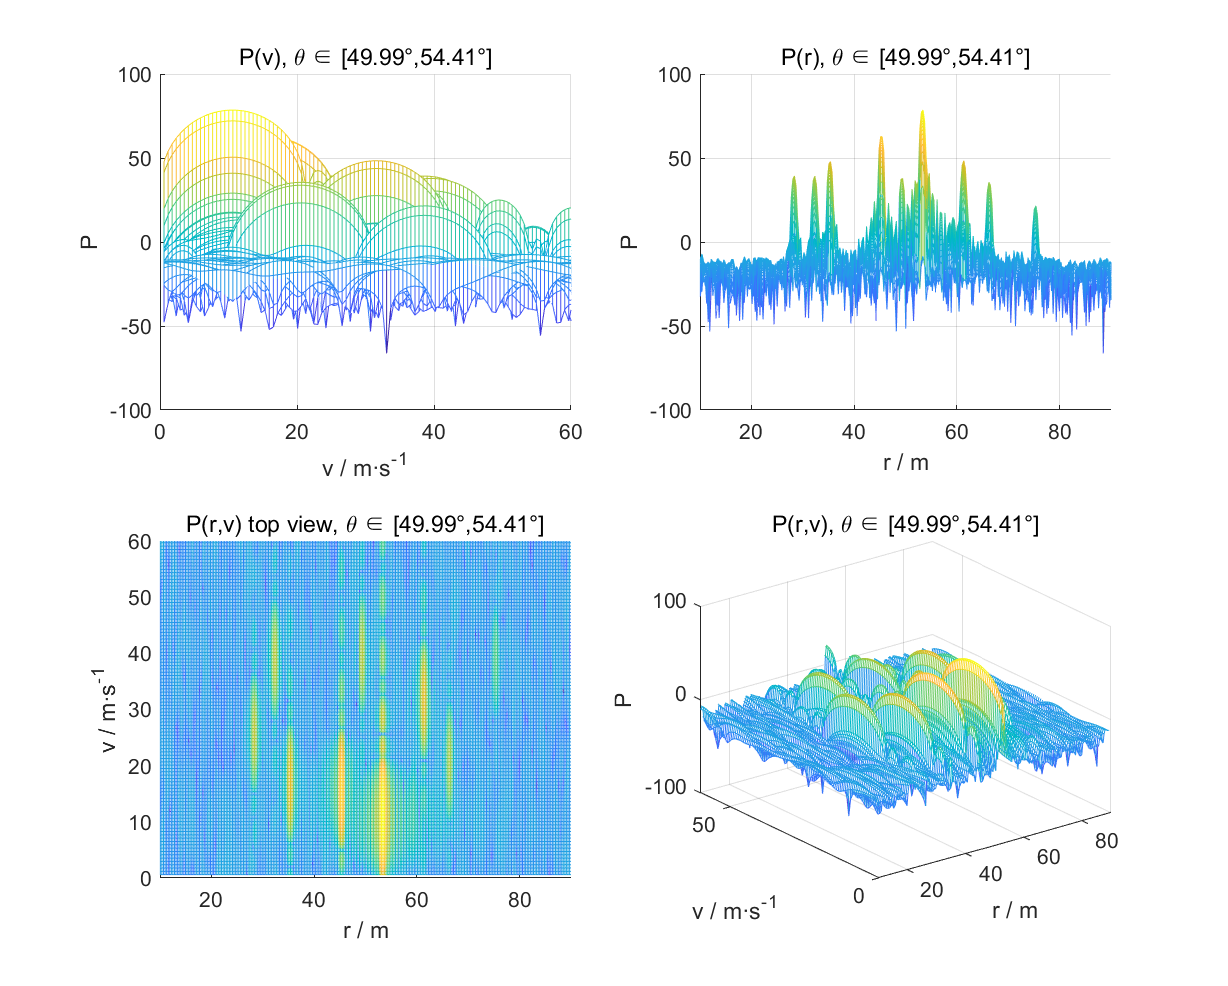 P(v), θ ∈ [49.99°,54.41°]
100
50
0
-50
-100
P
0
20
40
60
v / m·s-1
P(r), θ ∈ [49.99°,54.41°]
100
50
0
-50
-100
P
20
40
60
80
r / m
P(r,v) top view, θ ∈ [49.99°,54.41°]
60
50
40
30
20
10
0
v / m·s-1
20
40
60
80
r / m
P(r,v), θ ∈ [49.99°,54.41°]
100
0
-100
P
50
0
v / m·s-1
20
40
60
80
r / m